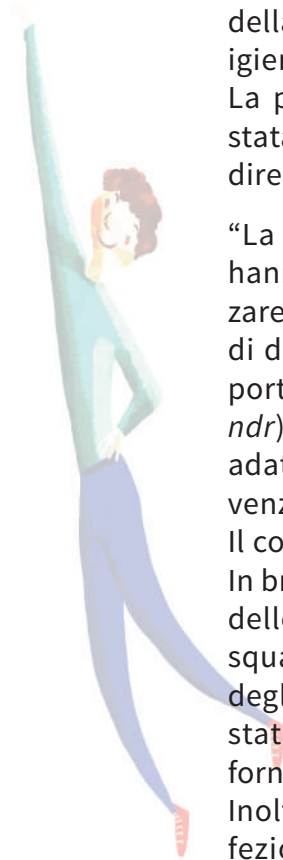 della
igien
La p
stata
dire
“La
hann
zare
di d
port
ndr)
adat
venz
Il co
In br
dello
squa
degl
stat
forn
Inolt
fezio